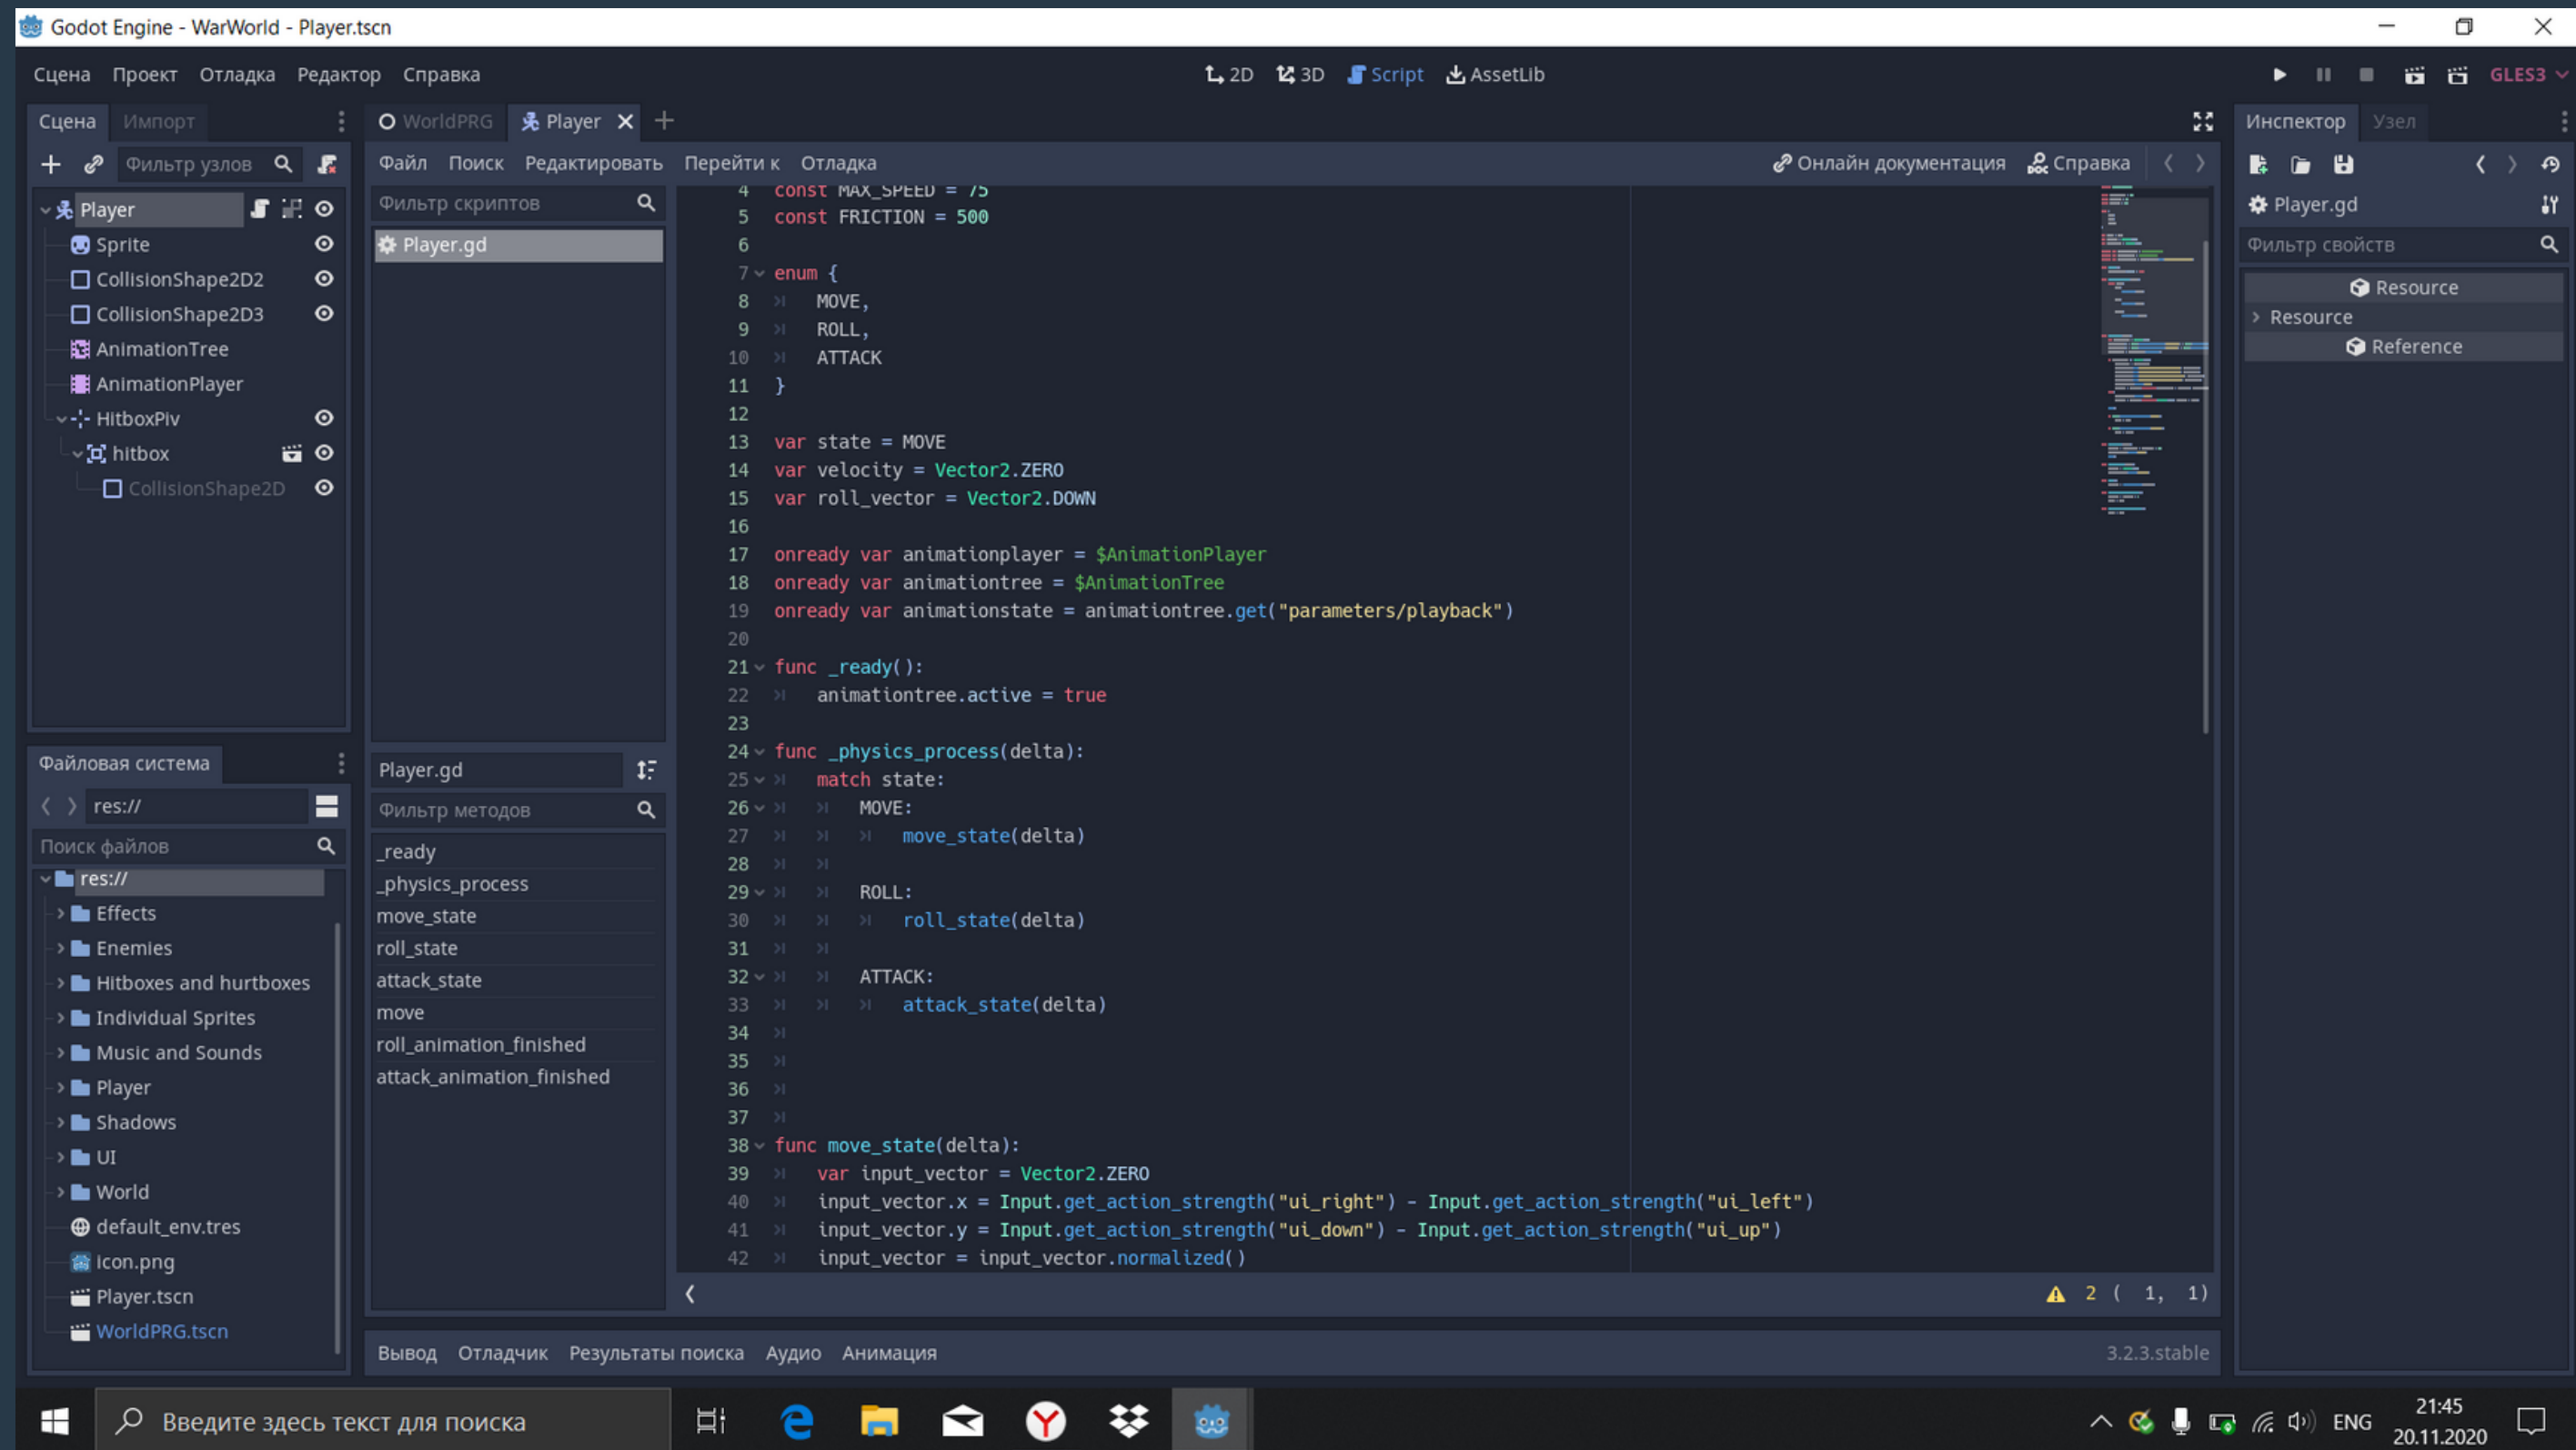 Godot Engine - WarWorld - Player.tscn
Сцена Проект Отладка Редактор Справка
2D 3D Script AssetLib
GLES3
Сцена Импорт
Фильтр узлов
Player
Sprite
CollisionShape2D2
CollisionShape2D3
AnimationTree
AnimationPlayer
HitboxPiv
hitbox
CollisionShape2D
Файловая система
res://
Поиск файлов
res://
Effects
Enemies
Hitboxes and hurtboxes
Individual Sprites
Music and Sounds
Player
Shadows
UI
World
default_env.tres
icon.png
Player.tscn
WorldPRG.tscn
WorldPRG Player
Файл Поиск Редактировать Перейти к Отладка
Онлайн документация Справка
Фильтр скриптов
Player.gd
Player.gd
Фильтр методов
_ready
_physics_process
move_state
roll_state
attack_state
move
roll_animation_finished
attack_animation_finished
4 const MAX_SPEED = 75
5 const FRICTION = 500
6
7 enum {
8 MOVE,
9 ROLL,
10 ATTACK
11 }
12
13 var state = MOVE
14 var velocity = Vector2.ZERO
15 var roll_vector = Vector2.DOWN
16
17 onready var animationplayer = $AnimationPlayer
18 onready var animationtree = $AnimationTree
19 onready var animationstate = animationtree.get("parameters/playback")
20
21 func _ready():
22 animationtree.active = true
23
24 func _physics_process(delta):
25 match state:
26 MOVE:
27 move_state(delta)
28
29 ROLL:
30 roll_state(delta)
31
32 ATTACK:
33 attack_state(delta)
34
35
36
37
38 func move_state(delta):
39 var input_vector = Vector2.ZERO
40 input_vector.x = Input.get_action_strength("ui_right") - Input.get_action_strength("ui_left")
41 input_vector.y = Input.get_action_strength("ui_down") - Input.get_action_strength("ui_up")
42 input_vector = input_vector.normalized()
2 ( 1, 1)
Вывод Отладчик Результаты поиска Аудио Анимация
3.2.3.stable
Инспектор Узел
Player.gd
Фильтр свойств
Resource
Resource
Reference
Введите здесь текст для поиска
ENG
21:45
20.11.2020